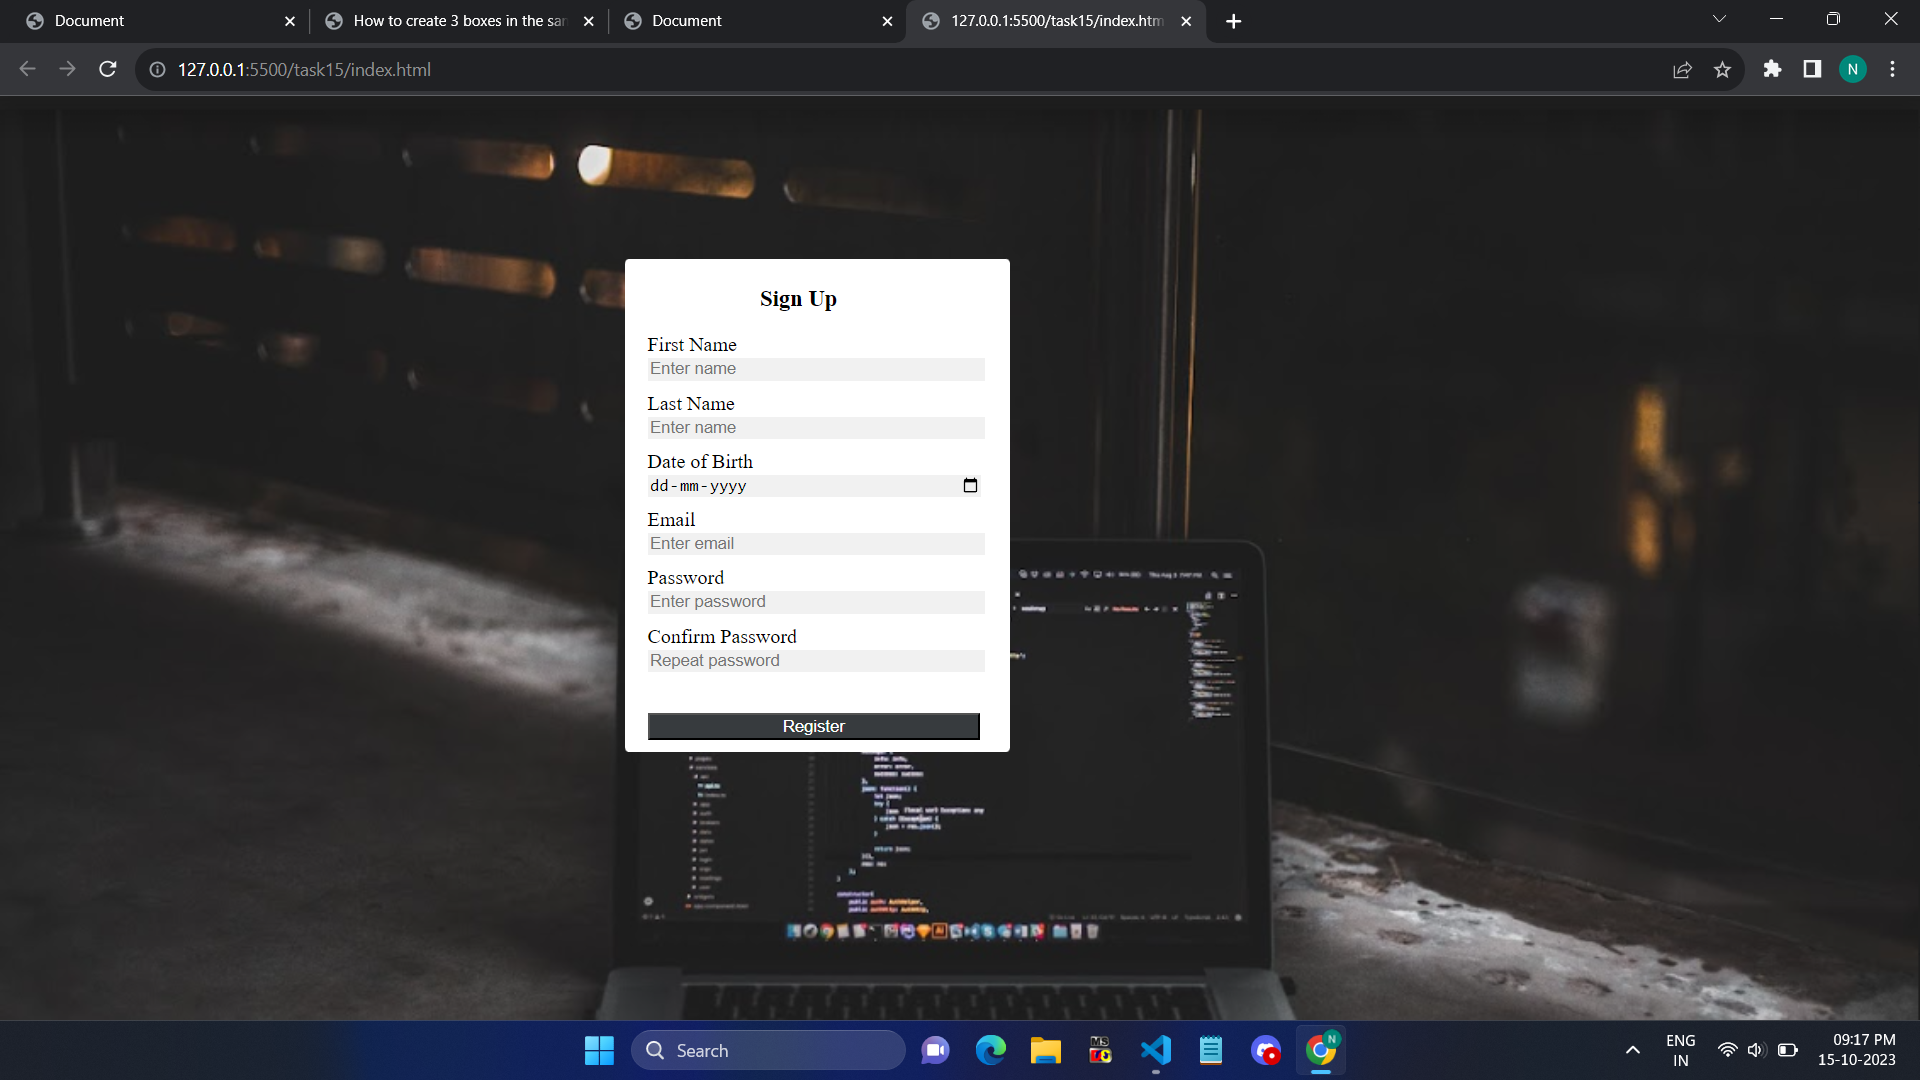 Document
How to create 3 boxes in the sam
Document
127.0.0.1:5500/task15/index.htm
127.0.0.1:5500/task15/index.html
N
Sign Up
First Name
Enter name
Last Name
Enter name
Date of Birth
dd-mm-yyyy
Email
Enter email
Password
Enter password
Confirm Password
Repeat password
Register
Search
MS
N
ENG
IN
09:17 PM
15-10-2023